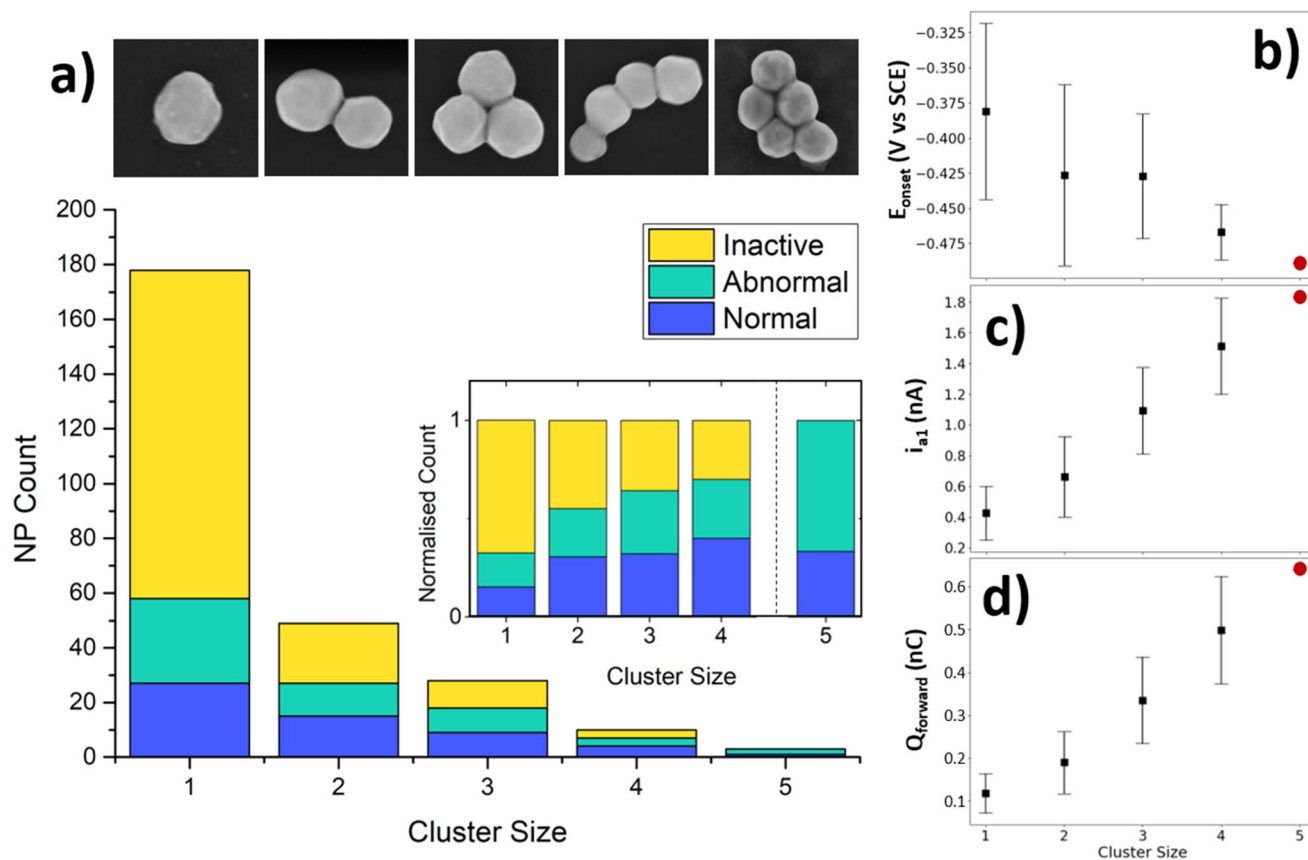 a)
200
180
160
140
120
100
80
60
40
20
0
NP Count
1 2 3 4 5
Cluster Size
Inactive
Abnormal
Normal
1
0
Normalised Count
1 2 3 4 5
Cluster Size
b)
−0.325
−0.350
−0.375
−0.400
−0.425
−0.450
−0.475
Eonset (V vs SCE)
c)
1.8
1.6
1.4
1.2
1.0
0.8
0.6
0.4
0.2
ia1 (nA)
d)
0.6
0.5
0.4
0.3
0.2
0.1
Qforward (nC)
1 2 3 4 5
Cluster Size